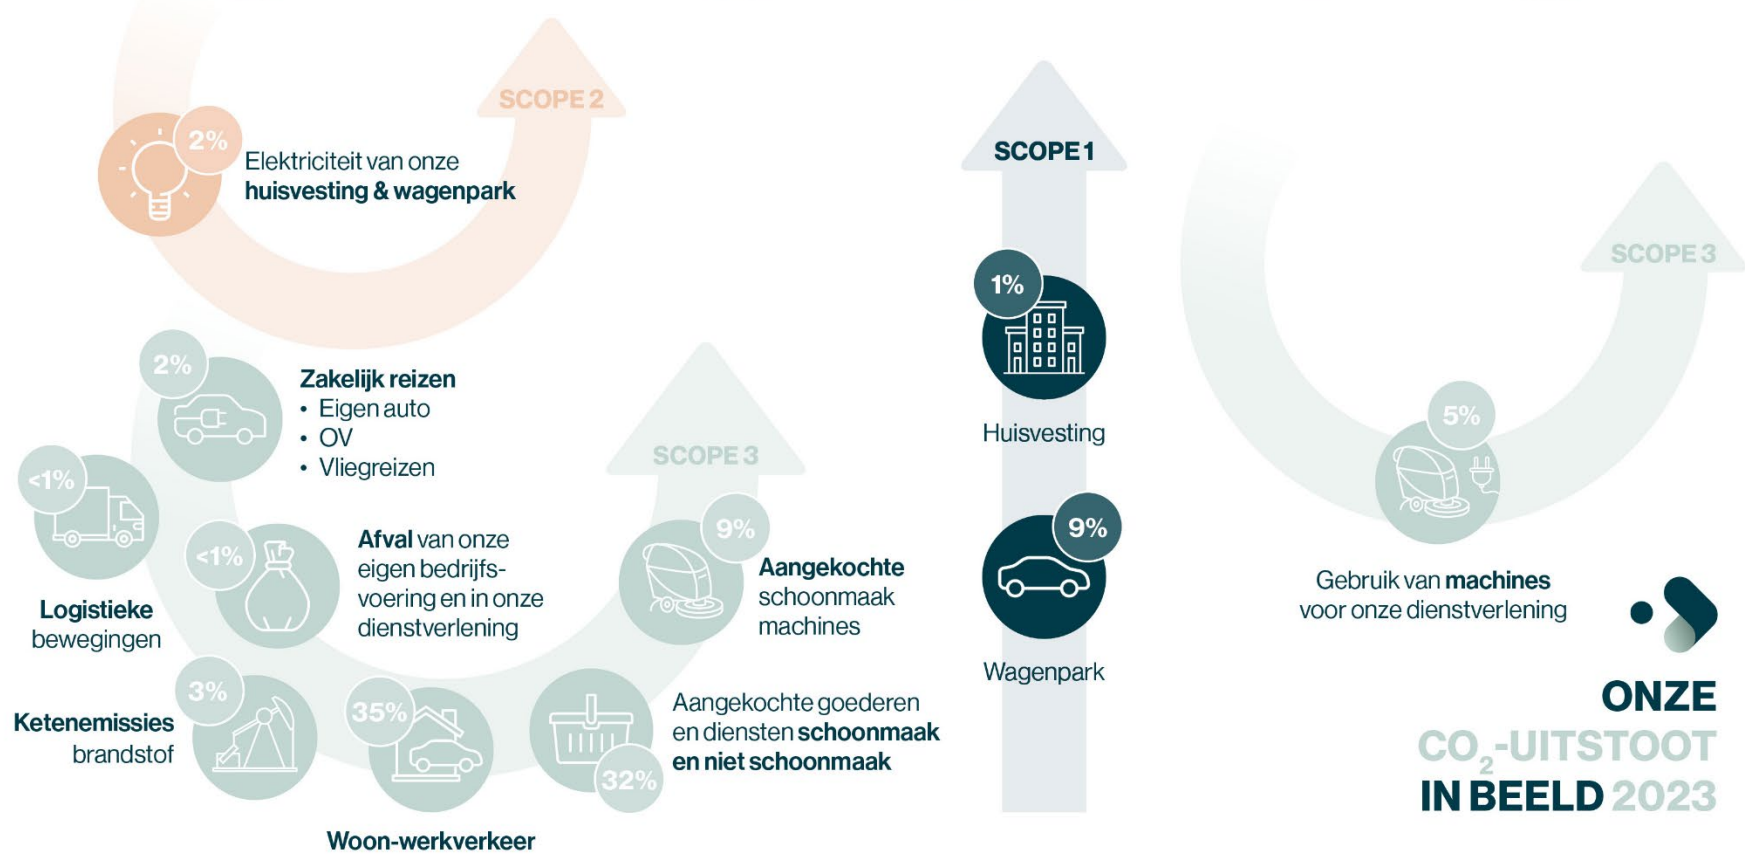 SCOPE 2
2%
Elektriciteit van onze
huisvesting & wagenpark
2%
Zakelijk reizen
• Eigen auto
• OV
• Vliegreizen
<1%
Logistieke
bewegingen
<1%
Afval van onze
eigen bedrijfs-
voering en in onze
dienstverlening
SCOPE 3
9%
Aangekochte
schoonmaak
machines
3%
Ketenemissies
brandstof
35%
Woon-werkverkeer
32%
Aangekochte goederen
en diensten schoonmaak
en niet schoonmaak
SCOPE 1
1%
Huisvesting
9%
Wagenpark
SCOPE 3
5%
Gebruik van machines
voor onze dienstverlening
ONZE
CO₂-UITSTOOT
IN BEELD 2023